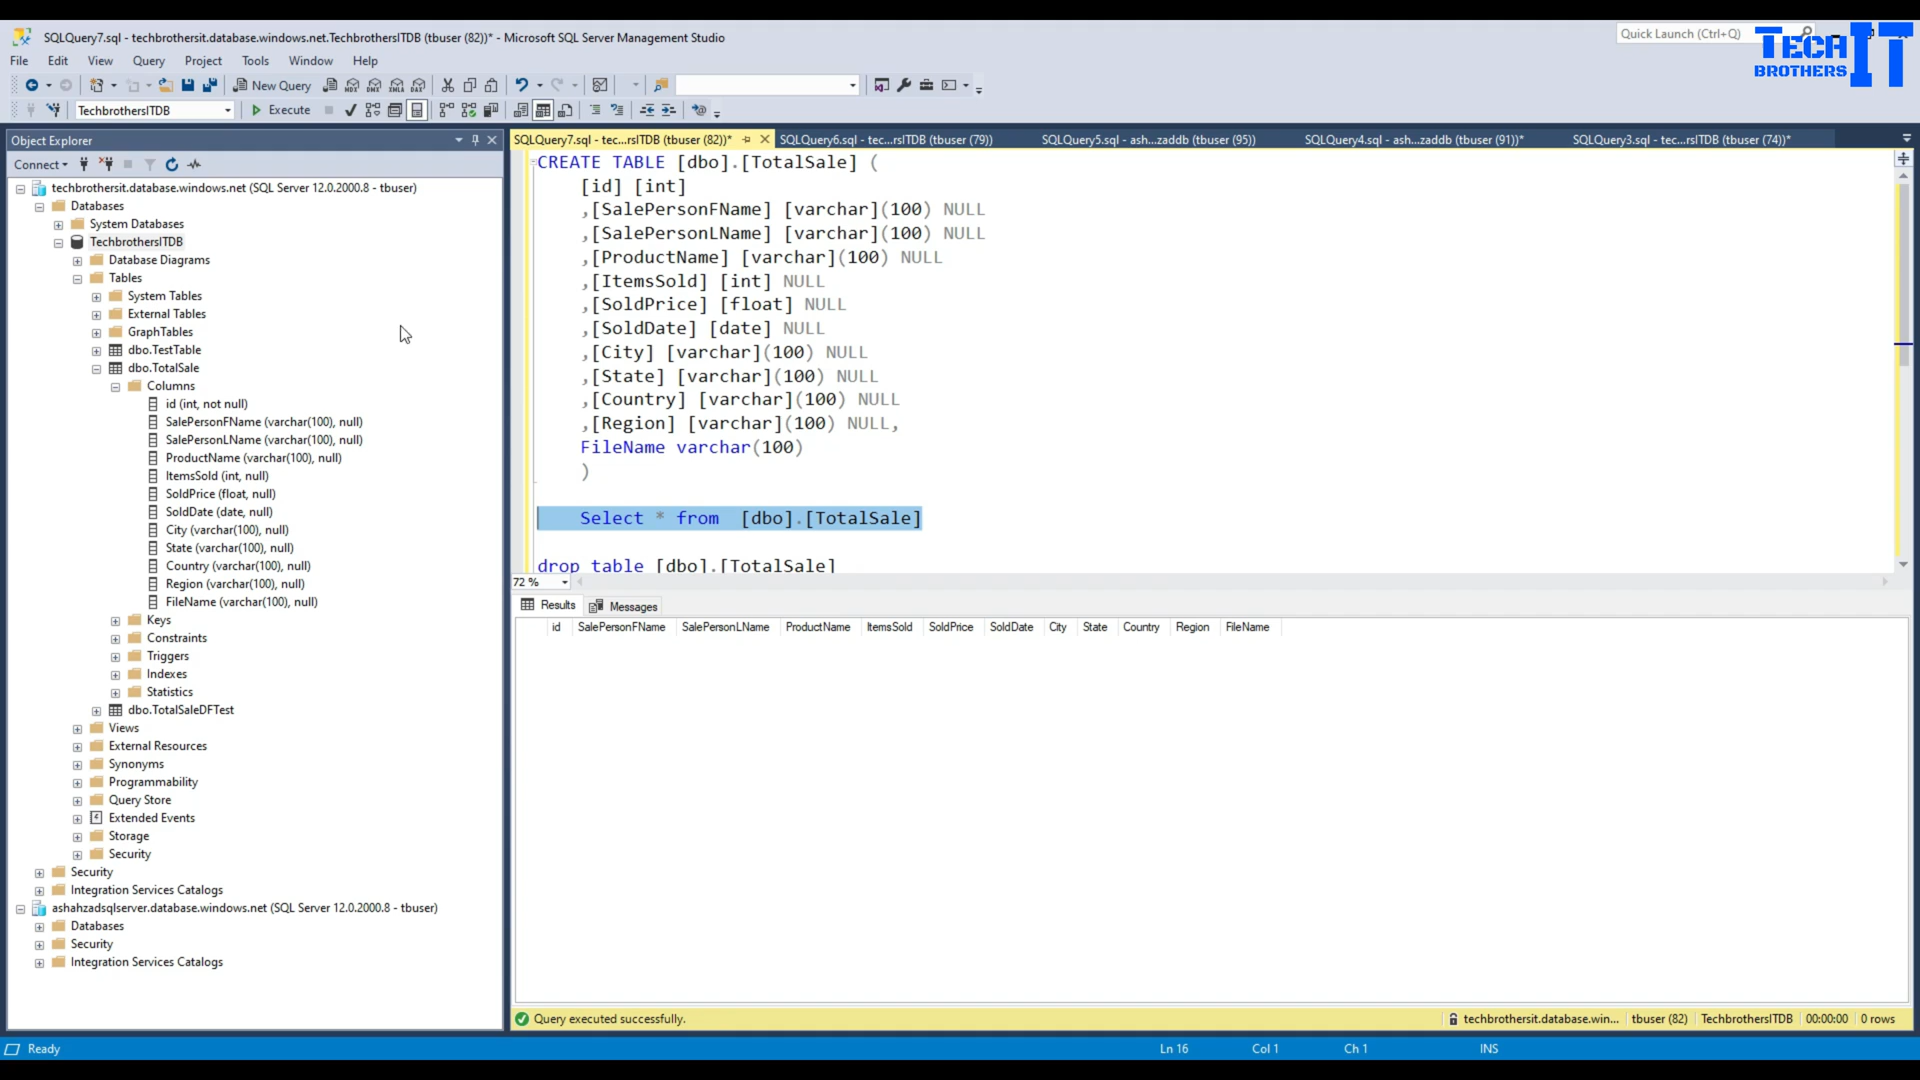 SQLQuery7.sql - techbrothersit.database.windows.net.TechbrothersITDB (tbuser (82))* - Microsoft SQL Server Management Studio
Quick Launch (Ctrl+Q)
TECH BROTHERS IT
File Edit View Query Project Tools Window Help
New Query
TechbrothersITDB
Execute
Object Explorer
Connect
techbrothersit.database.windows.net (SQL Server 12.0.2000.8 - tbuser)
Databases
System Databases
TechbrothersITDB
Database Diagrams
Tables
System Tables
External Tables
GraphTables
dbo.TestTable
dbo.TotalSale
Columns
id (int, not null)
SalePersonFName (varchar(100), null)
SalePersonLName (varchar(100), null)
ProductName (varchar(100), null)
ItemsSold (int, null)
SoldPrice (float, null)
SoldDate (date, null)
City (varchar(100), null)
State (varchar(100), null)
Country (varchar(100), null)
Region (varchar(100), null)
FileName (varchar(100), null)
Keys
Constraints
Triggers
Indexes
Statistics
dbo.TotalSaleDFTest
Views
External Resources
Synonyms
Programmability
Query Store
Extended Events
Storage
Security
Security
Integration Services Catalogs
ashahzadsqlserver.database.windows.net (SQL Server 12.0.2000.8 - tbuser)
Databases
Security
Integration Services Catalogs
SQLQuery7.sql - tec...rsITDB (tbuser (82))* SQLQuery6.sql - tec...rsITDB (tbuser (79)) SQLQuery5.sql - ash...zaddb (tbuser (95)) SQLQuery4.sql - ash...zaddb (tbuser (91))* SQLQuery3.sql - tec...rsITDB (tbuser (74))*
CREATE TABLE [dbo].[TotalSale] (
[id] [int]
,[SalePersonFName] [varchar](100) NULL
,[SalePersonLName] [varchar](100) NULL
,[ProductName] [varchar](100) NULL
,[ItemsSold] [int] NULL
,[SoldPrice] [float] NULL
,[SoldDate] [date] NULL
,[City] [varchar](100) NULL
,[State] [varchar](100) NULL
,[Country] [varchar](100) NULL
,[Region] [varchar](100) NULL,
FileName varchar(100)
)
Select * from [dbo].[TotalSale]
drop table [dbo].[TotalSale]
72 %
Results Messages
id SalePersonFName SalePersonLName ProductName ItemsSold SoldPrice SoldDate City State Country Region FileName
Query executed successfully. techbrothersit.database.win... tbuser (82) TechbrothersITDB 00:00:00 0 rows
Ready Ln 16 Col 1 Ch 1 INS